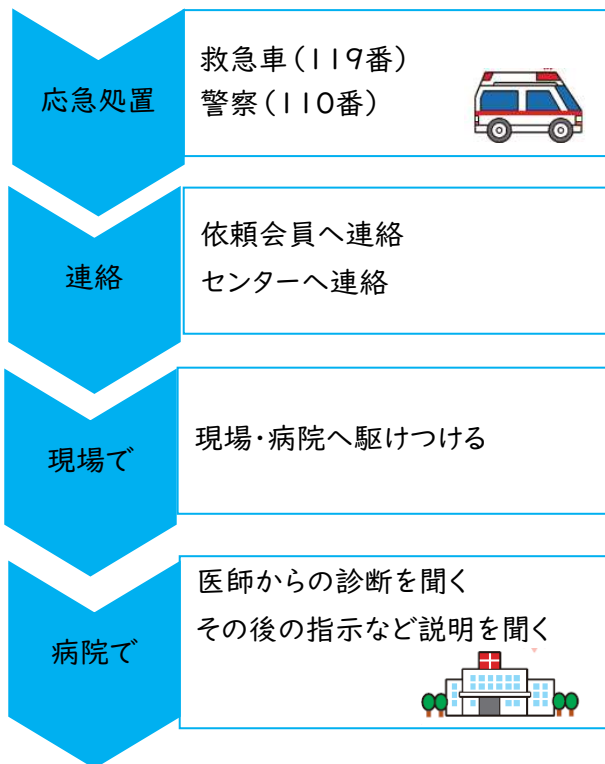 応急処置
救急車(119番)
警察(110番)
連絡
依頼会員へ連絡
センターへ連絡
現場で
現場・病院へ駆けつける
病院で
医師からの診断を聞く
その後の指示など説明を聞く